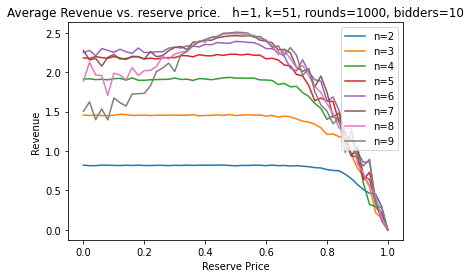 Average Revenue vs. reserve price.   h=1, k=51, rounds=1000, bidders=10
Revenue
2.5
2.0
1.5
1.0
0.5
0.0
n=2
n=3
n=4
n=5
n=6
n=7
n=8
n=9
0.0 0.2 0.4 0.6 0.8 1.0
Reserve Price